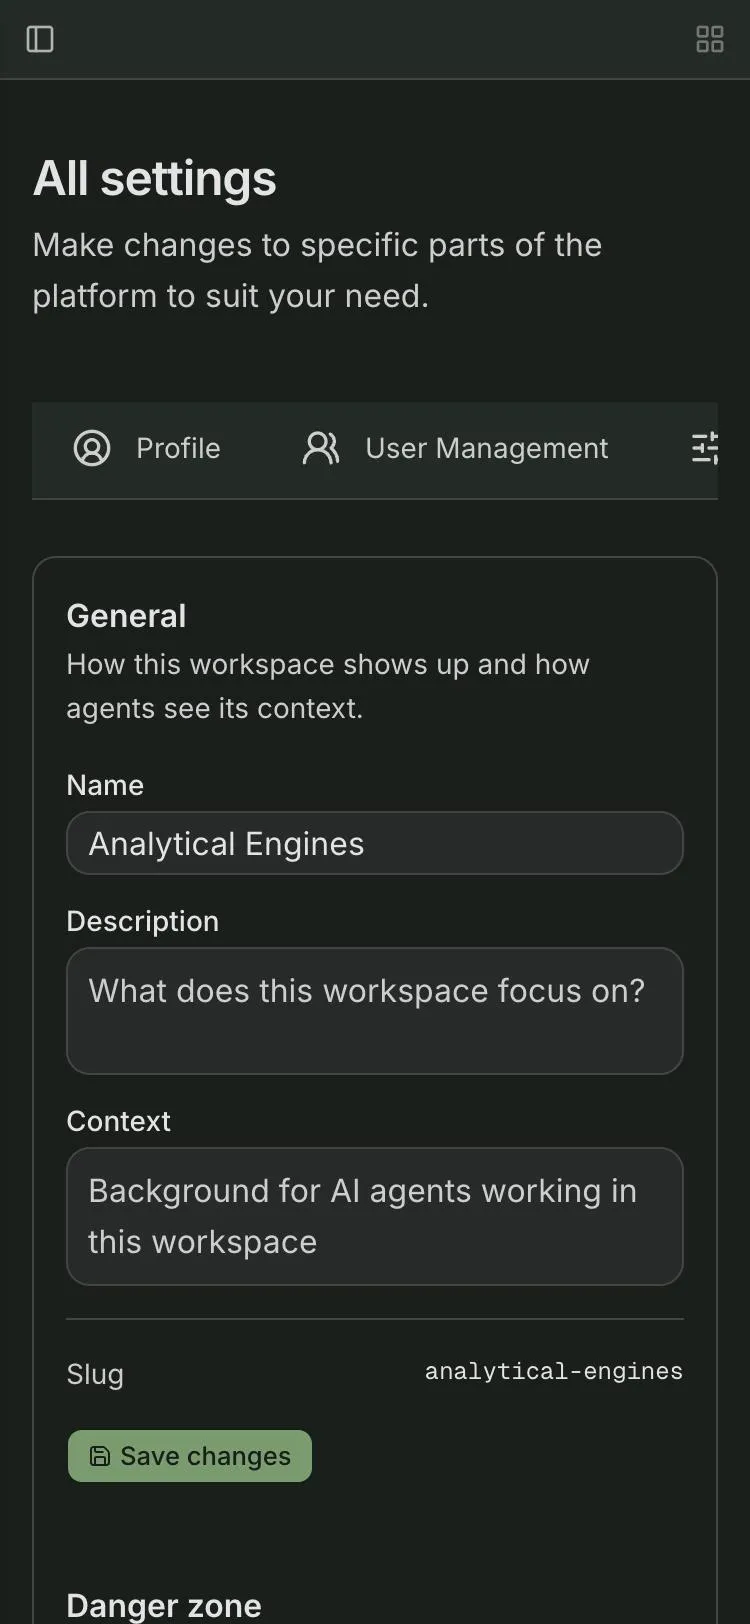 All settings
Make changes to specific parts of the
platform to suit your need.
Profile
User Management
General
How this workspace shows up and how
agents see its context.
Name
Analytical Engines
Description
What does this workspace focus on?
Context
Background for AI agents working in
this workspace
Slug
analytical-engines
Save changes
Danger zone